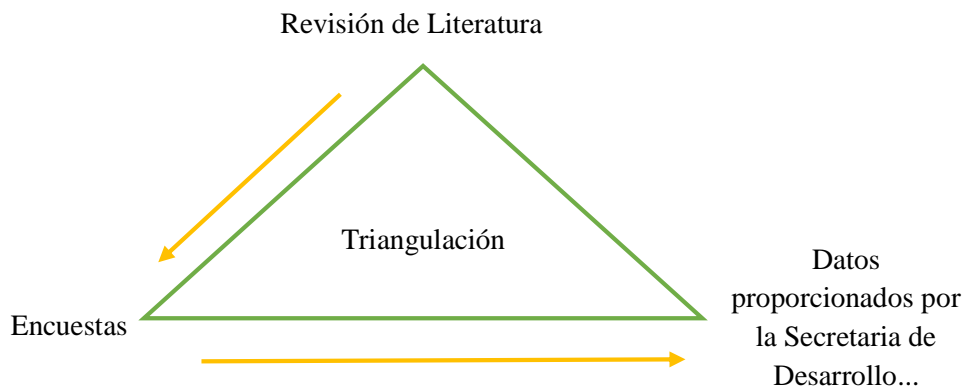 Revisión de Literatura
Triangulación
Encuestas
Datos
proporcionados por
la Secretaria de
Desarrollo...